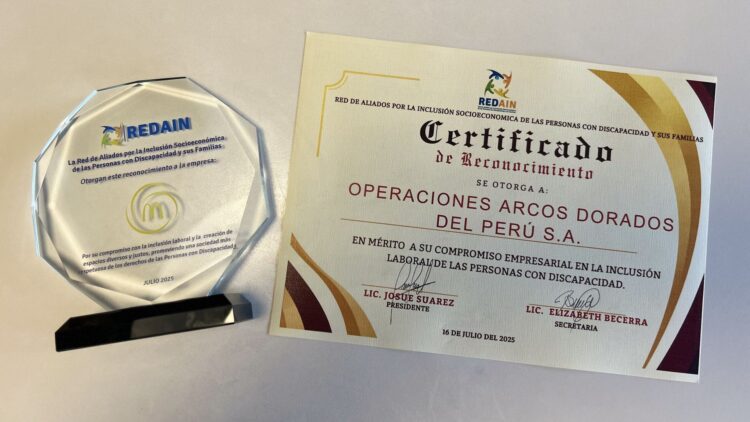 REDAIN
La Red de Aliados por la Inclusión Socioeconómica
de las Personas con Discapacidad y sus Familias
Otorgan este reconocimiento a la empresa:
m
Por su compromiso con la inclusión laboral y la creación de
espacios diversos y justos, promoviendo una sociedad más
respetuosa de los derechos de las Personas con Discapacidad
JULIO 2025
REDAIN
RED DE ALIADOS POR LA INCLUSIÓN SOCIOECONOMICA DE LAS PERSONAS CON DISCAPACIDAD Y SUS FAMILIAS
Certificado
de Reconocimiento
SE OTORGA A:
OPERACIONES ARCOS DORADOS
DEL PERÚ S.A.
EN MÉRITO A SU COMPROMISO EMPRESARIAL EN LA INCLUSIÓN
LABORAL DE LAS PERSONAS CON DISCAPACIDAD.
LIC. JOSUE SUAREZ
PRESIDENTE
LIC. ELIZABETH BECERRA
SECRETARIA
16 DE JULIO DEL 2025